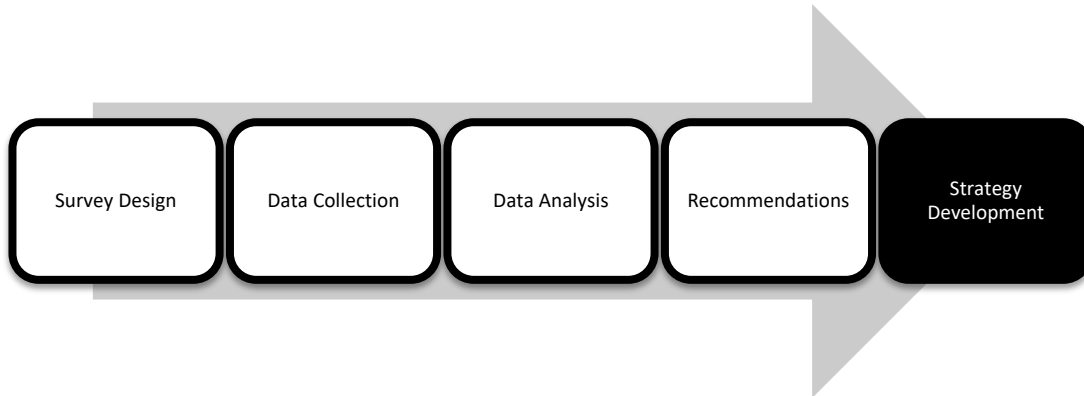 Survey Design
Data Collection
Data Analysis
Recommendations
Strategy
Development